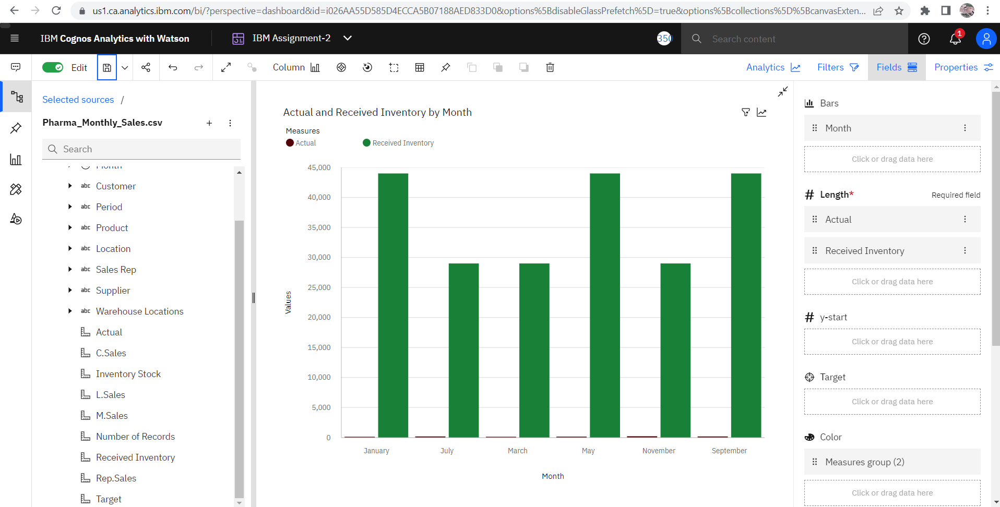 us1.ca.analytics.ibm.com/bi/?perspective=dashboard&id=i026AA55D585D4ECCA5B07188AED833D0&options%5BdisableGlassPrefetch%5D=true&options%5Bcollections%5D%5BcanvasExten...
IBM Cognos Analytics with Watson
IBM Assignment-2
350
Search content
1
Edit
Column
Analytics
Filters
Fields
Properties
Selected sources /
Pharma_Monthly_Sales.csv
Search
Month
abc Customer
abc Period
abc Product
abc Location
abc Sales Rep
abc Supplier
abc Warehouse Locations
Actual
C.Sales
Inventory Stock
L.Sales
M.Sales
Number of Records
Received Inventory
Rep.Sales
Target
Actual and Received Inventory by Month
Measures
Actual
Received Inventory
45,000
40,000
35,000
30,000
25,000
20,000
15,000
10,000
5,000
0
Values
January
July
March
May
November
September
Month
Bars
Month
Click or drag data here
Length*
Required field
Actual
Received Inventory
Click or drag data here
y-start
Click or drag data here
Target
Click or drag data here
Color
Measures group (2)
Click or drag data here